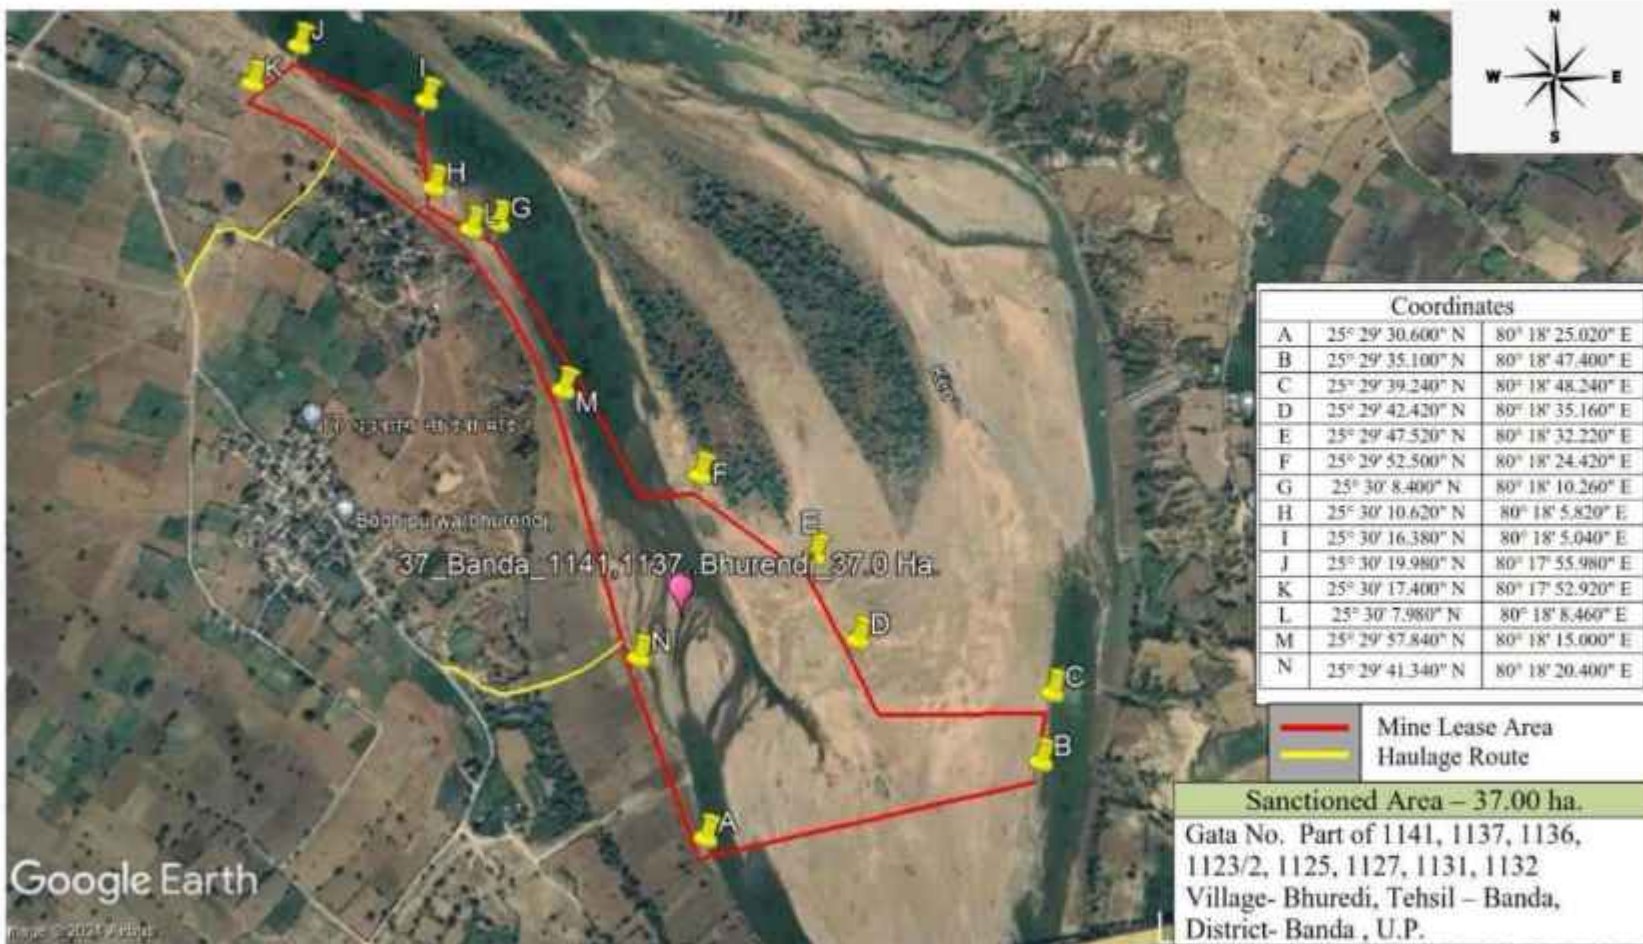 N
W E
S
J
K
I
H
L G
M
F
E
D
C
B
N
A
37_Banda_1141,1137_Bhurendi_37.0 Ha.
Ken
Google Earth
Coordinates
A 25° 29' 30.600" N 80° 18' 25.020" E
B 25° 29' 35.100" N 80° 18' 47.400" E
C 25° 29' 39.240" N 80° 18' 48.240" E
D 25° 29' 42.420" N 80° 18' 35.160" E
E 25° 29' 47.520" N 80° 18' 32.220" E
F 25° 29' 52.500" N 80° 18' 24.420" E
G 25° 30' 8.400" N 80° 18' 10.260" E
H 25° 30' 10.620" N 80° 18' 5.820" E
I 25° 30' 16.380" N 80° 18' 5.040" E
J 25° 30' 19.980" N 80° 17' 55.980" E
K 25° 30' 17.400" N 80° 17' 52.920" E
L 25° 30' 7.980" N 80° 18' 8.460" E
M 25° 29' 57.840" N 80° 18' 15.000" E
N 25° 29' 41.340" N 80° 18' 20.400" E
Mine Lease Area
Haulage Route
Sanctioned Area – 37.00 ha.
Gata No. Part of 1141, 1137, 1136,
1123/2, 1125, 1127, 1131, 1132
Village- Bhuredi, Tehsil – Banda,
District- Banda , U.P.